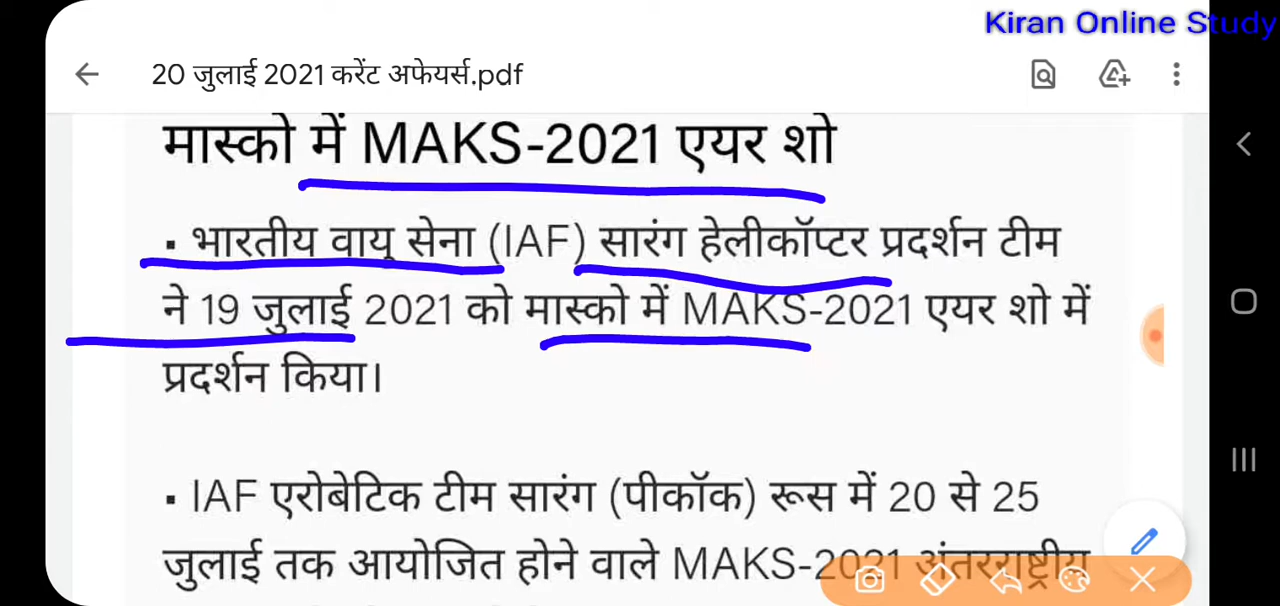 Kiran Online Study
20 जुलाई 2021 करेंट अफेयर्स.pdf
मास्को में MAKS-2021 एयर शो
▪ भारतीय वायु सेना (IAF) सारंग हेलीकॉप्टर प्रदर्शन टीम
ने 19 जुलाई 2021 को मास्को में MAKS-2021 एयर शो में
प्रदर्शन किया।
▪ IAF एरोबेटिक टीम सारंग (पीकॉक) रूस में 20 से 25
जुलाई तक आयोजित होने वाले MAKS-2021 अंतरराष्ट्रीय